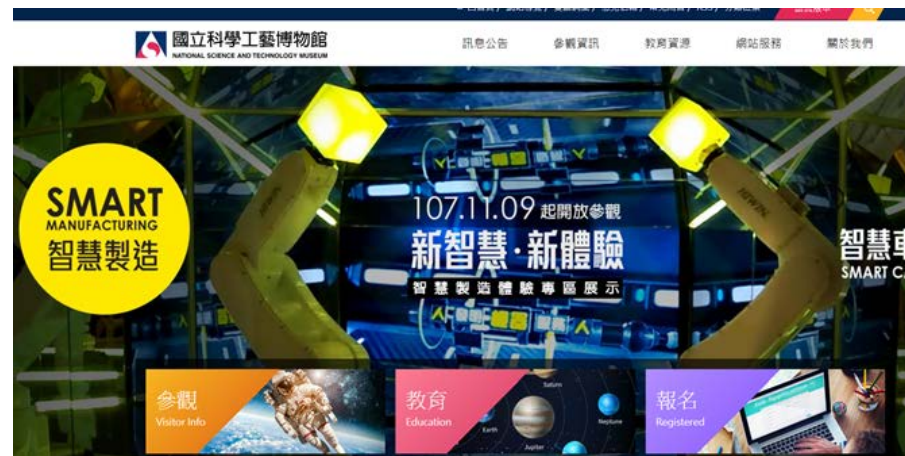 國立科學工藝博物館
NATIONAL SCIENCE AND TECHNOLOGY MUSEUM
訊息公告 參觀資訊 教育資源 網站服務 關於我們
SMART
MANUFACTURING
智慧製造
107.11.09 起開放參觀
新智慧·新體驗
智慧製造體驗專區展示
智慧車
SMART C
HIWIN
HIWIN
參觀
Visitor Info
教育
Education
Saturn
Earth
Neptune
Jupiter
報名
Registered